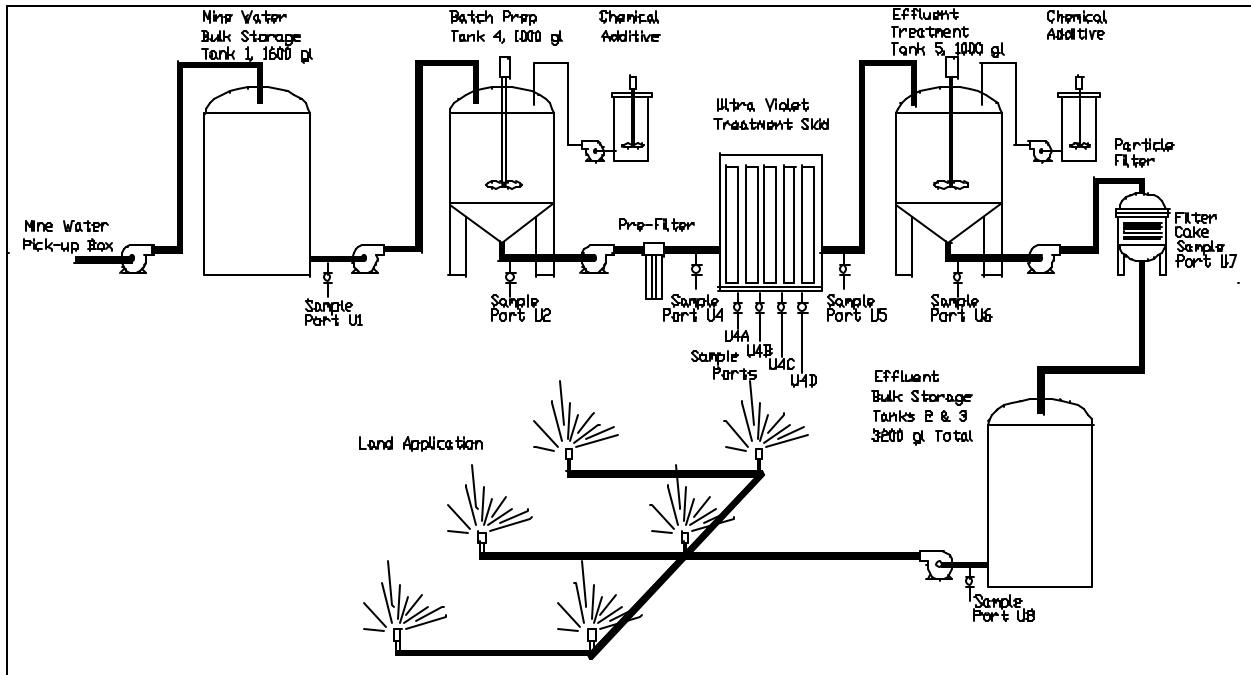 Mine Water
Bulk Storage
Tank 1, 1600 gl
Batch Prep
Tank 4, 1000 gl
Chemical
Additive
Effluent
Treatment
Tank 5, 1000 gl
Chemical
Additive
Ultra Violet
Treatment Skid
Particle
Filter
Mine Water
Pick-up Box
Pre-Filter
Filter
Cake
Sample
Port U7
Sample
Port U1
Sample
Port U2
Sample
Port U4
Sample
Port U5
Sample
Port U6
U4A
U4B
U4C
U4D
Sample
Ports
Effluent
Bulk Storage
Tanks 2 & 3
3200 gl Total
Land Application
Sample
Port U8